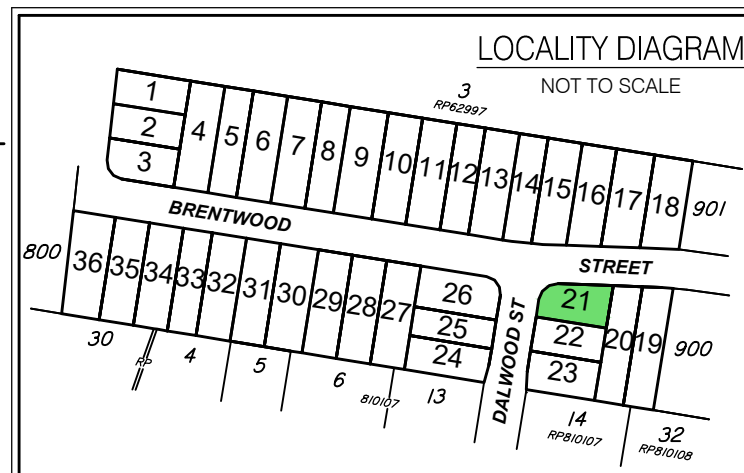 LOCALITY DIAGRAM
NOT TO SCALE
3
RP62997
1
2
3
4 5 6 7 8 9 10 11 12 13 14 15 16 17 18 901
BRENTWOOD STREET
800
36 35 34 33 32 31 30 29 28 27
26
25
24
DALWOOD ST
21
22
23
20 19 900
30 RP 4 5 6 810107 13
14
RP810107
32
RP810108